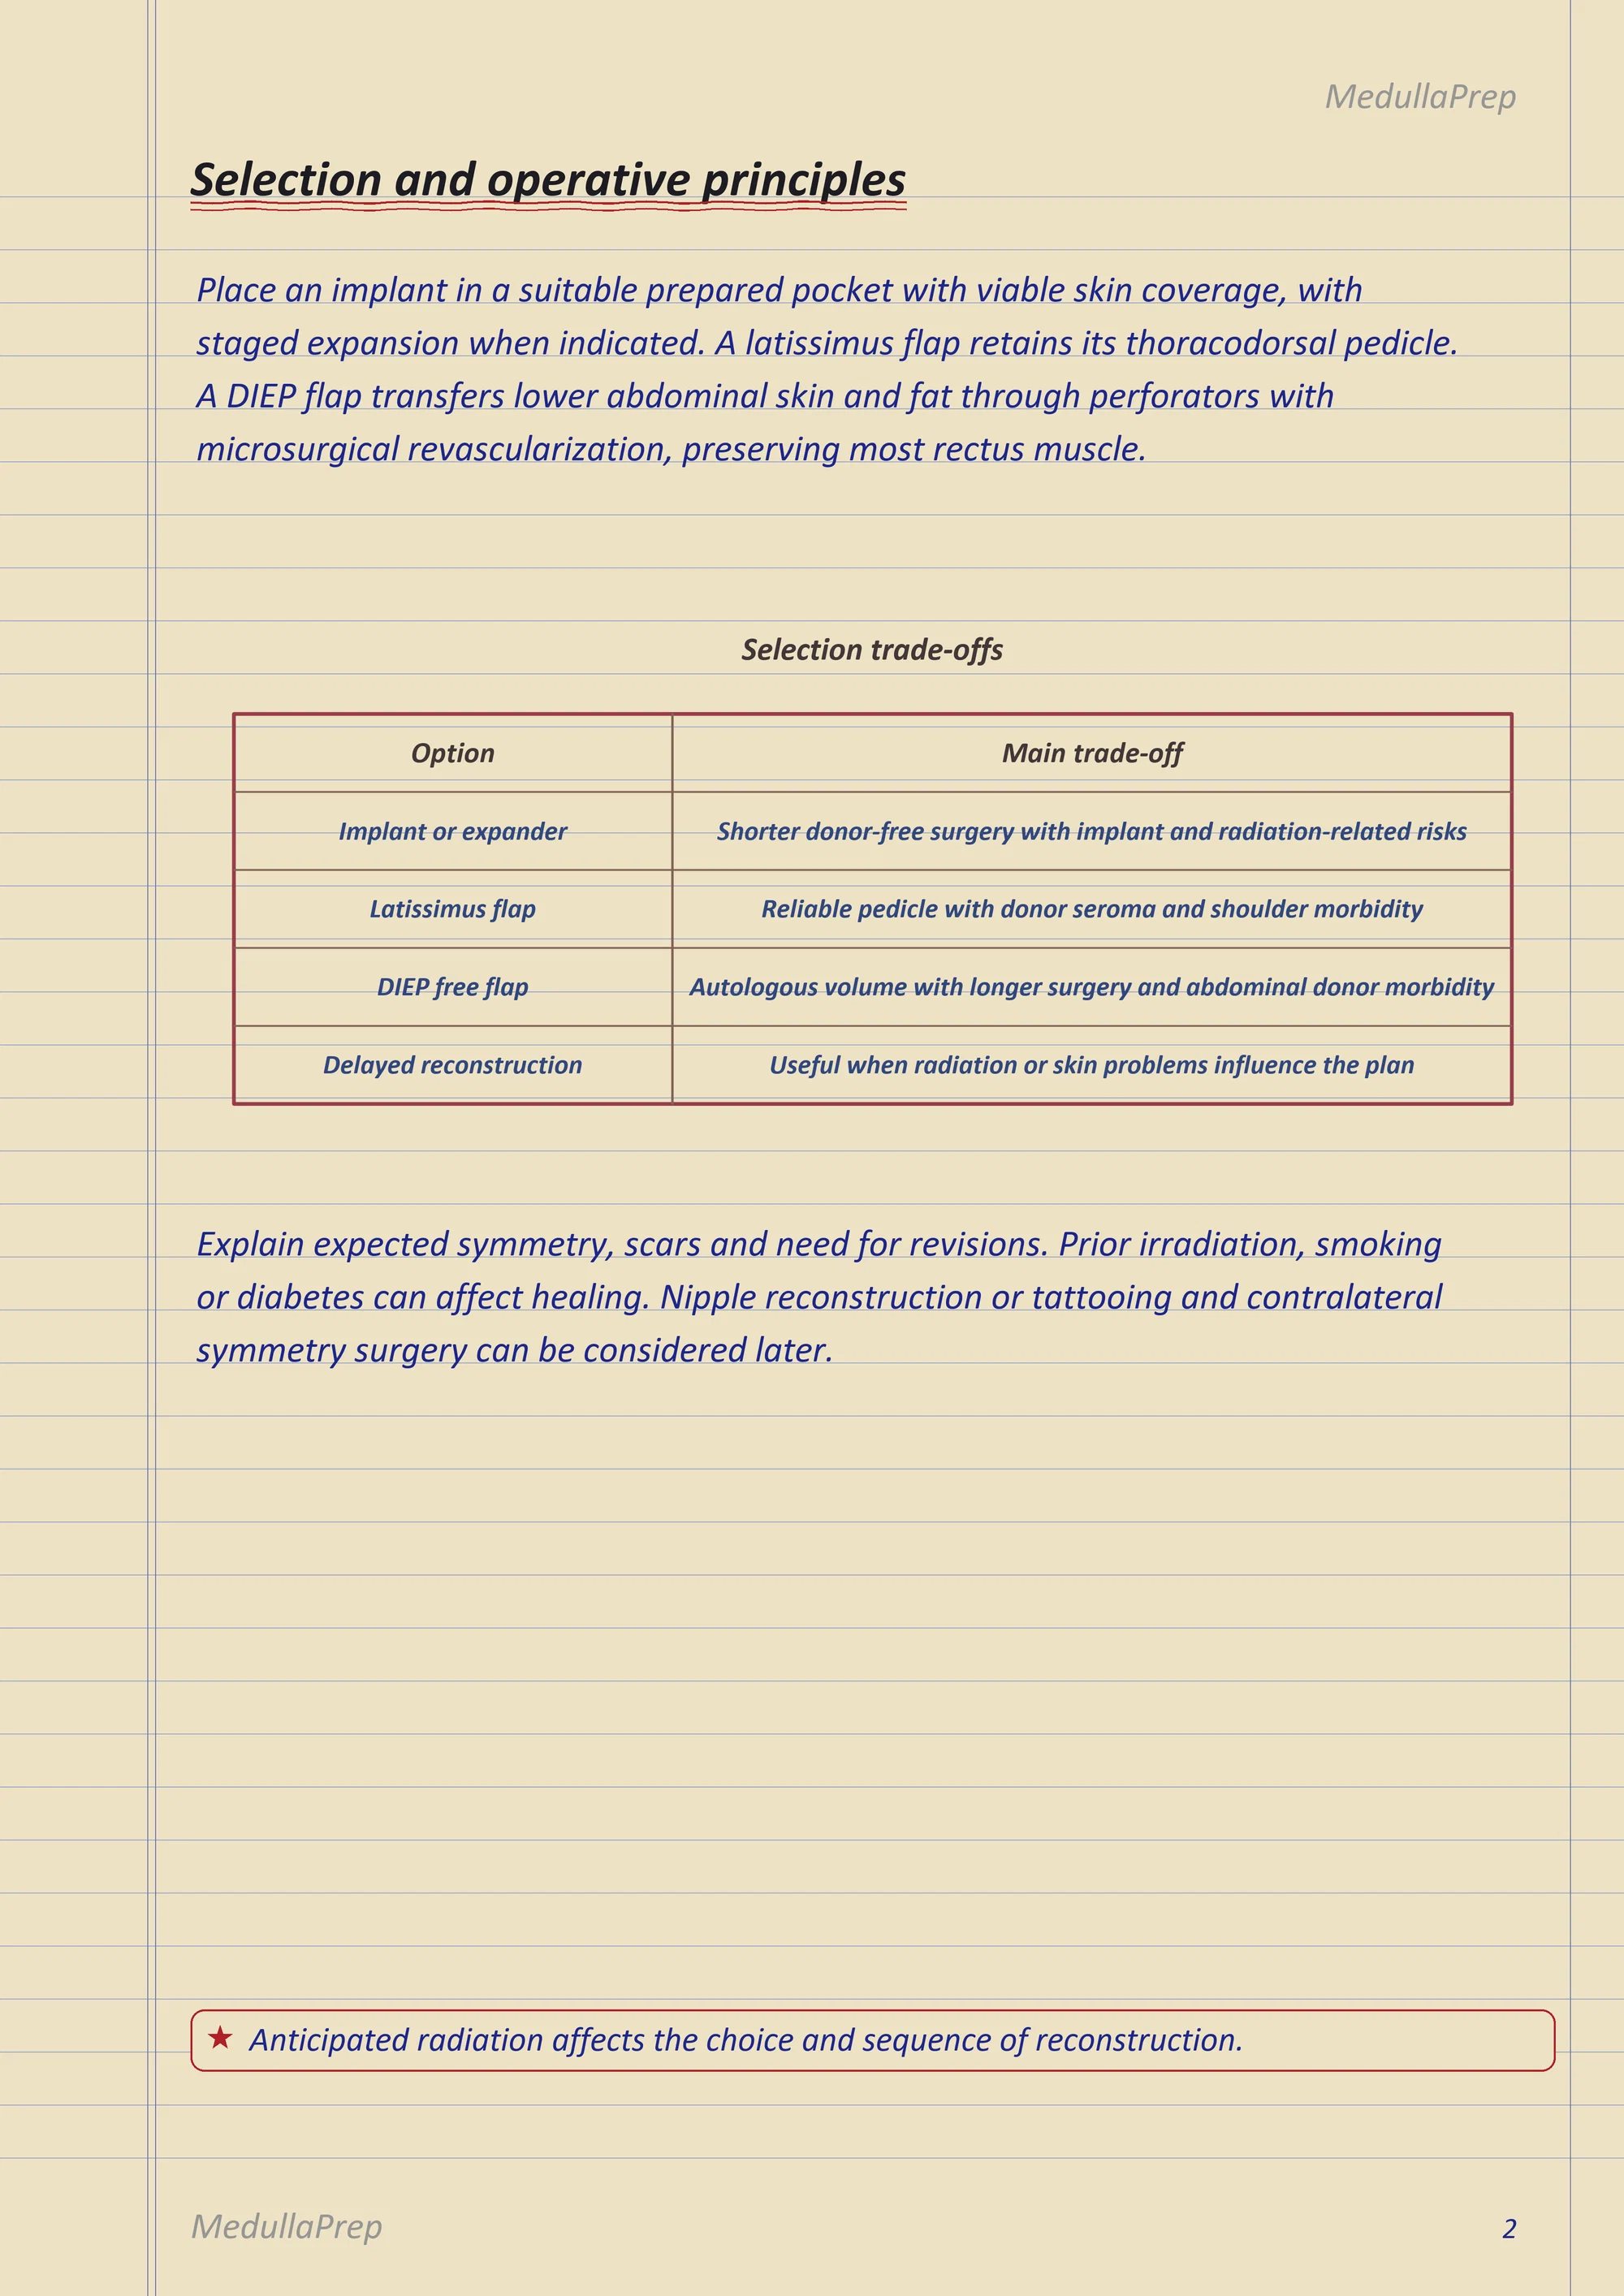 MedullaPrep
Selection and operative principles
Place an implant in a suitable prepared pocket with viable skin coverage, with
staged expansion when indicated. A latissimus flap retains its thoracodorsal pedicle.
A DIEP flap transfers lower abdominal skin and fat through perforators with
microsurgical revascularization, preserving most rectus muscle.
Selection trade-offs
Option Main trade-off
Implant or expander Shorter donor-free surgery with implant and radiation-related risks
Latissimus flap Reliable pedicle with donor seroma and shoulder morbidity
DIEP free flap Autologous volume with longer surgery and abdominal donor morbidity
Delayed reconstruction Useful when radiation or skin problems influence the plan
Explain expected symmetry, scars and need for revisions. Prior irradiation, smoking
or diabetes can affect healing. Nipple reconstruction or tattooing and contralateral
symmetry surgery can be considered later.
★ Anticipated radiation affects the choice and sequence of reconstruction.
MedullaPrep 2